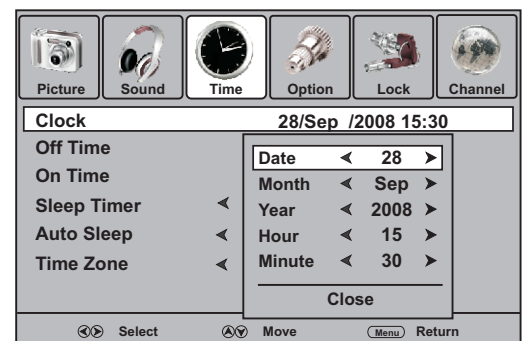 Picture Sound Time Option Lock Channel
Clock 28/Sep /2008 15:30
Off Time
On Time
Sleep Timer
Auto Sleep
Time Zone
Date 28
Month Sep
Year 2008
Hour 15
Minute 30
Close
Select Move Menu Return